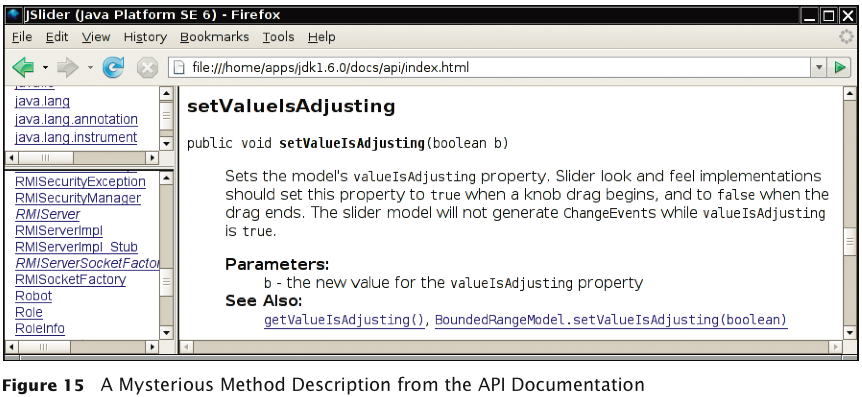 JSlider (Java Platform SE 6) - Firefox
File Edit View History Bookmarks Tools Help
file:///home/apps/jdk1.6.0/docs/api/index.html
java.lang
java.lang.annotation
java.lang.instrument
RMISecurityException
RMISecurityManager
RMIServer
RMIServerImpl
RMIServerImpl_Stub
RMIServerSocketFactor
RMISocketFactory
Robot
Role
RoleInfo
setValueIsAdjusting
public void setValueIsAdjusting(boolean b)
Sets the model's valueIsAdjusting property. Slider look and feel implementations
should set this property to true when a knob drag begins, and to false when the
drag ends. The slider model will not generate ChangeEvents while valueIsAdjusting
is true.
Parameters:
b - the new value for the valueIsAdjusting property
See Also:
getValueIsAdjusting(), BoundedRangeModel.setValueIsAdjusting(boolean)
Figure 15 A Mysterious Method Description from the API Documentation